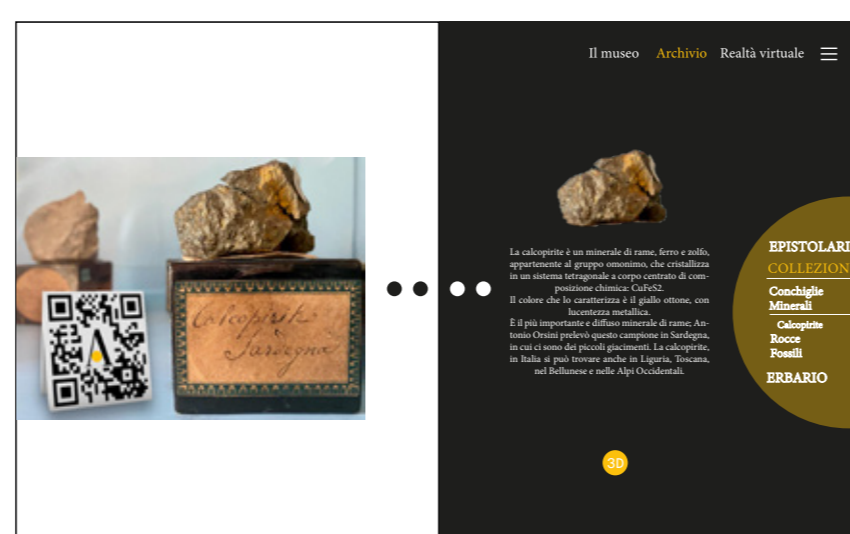 Il museo Archivio Realtà virtuale
Calcopirite
Sardegna
A
La calcopirite è un minerale di rame, ferro e zolfo,
appartenente al gruppo omonimo, che cristallizza
in un sistema tetragonale a corpo centrato di com-
posizione chimica: CuFeS2.
Il colore che lo caratterizza è il giallo ottone, con
lucentezza metallica.
È il più importante e diffuso minerale di rame; An-
tonio Orsini prelevò questo campione in Sardegna,
in cui ci sono dei piccoli giacimenti. La calcopirite,
in Italia si può trovare anche in Liguria, Toscana,
nel Bellunese e nelle Alpi Occidentali.
EPISTOLARI
COLLEZION
Conchiglie
Minerali
Calcopirite
Rocce
Fossili
ERBARIO
3D